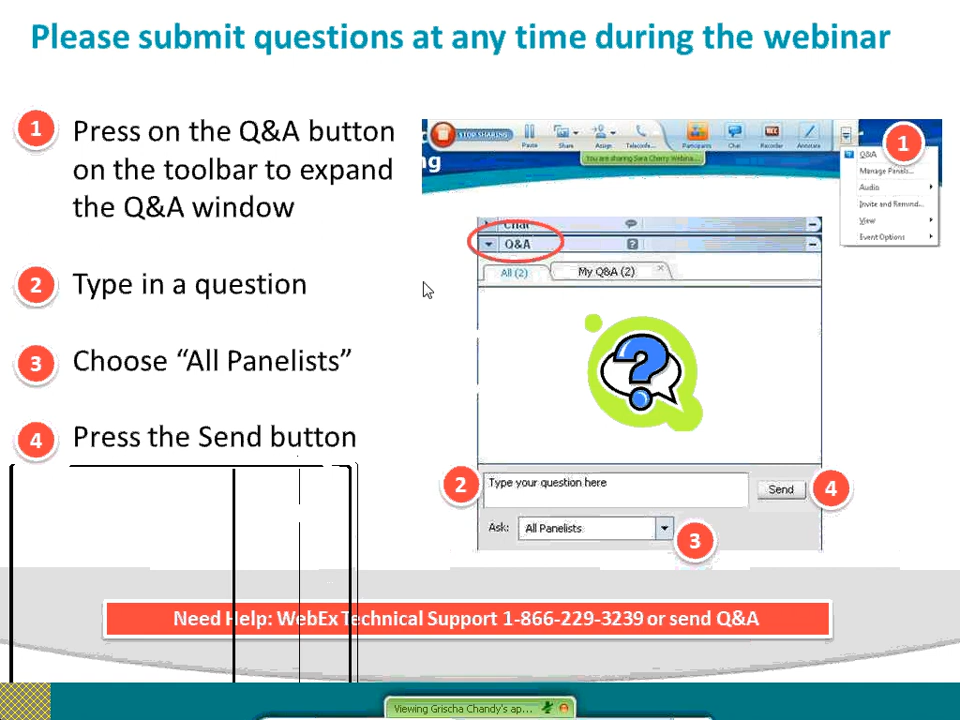 Please submit questions at any time during the webinar
1 Press on the Q&A button
on the toolbar to expand
the Q&A window
2 Type in a question
3 Choose “All Panelists”
4 Press the Send button
STOP SHARING
Pause Share Assign Teleconfe... Participants Chat Recorder Annotate
You are sharing Sara Cherry Webina...
ng
1
Q&A
Manage Panels...
Audio
Invite and Remind...
View
Event Options
Chat
Q&A
All (2) My Q&A (2)
2 Type your question here Send 4
Ask: All Panelists 3
Need Help: WebEx Technical Support 1-866-229-3239 or send Q&A
Viewing Grischa Chandy's ap...